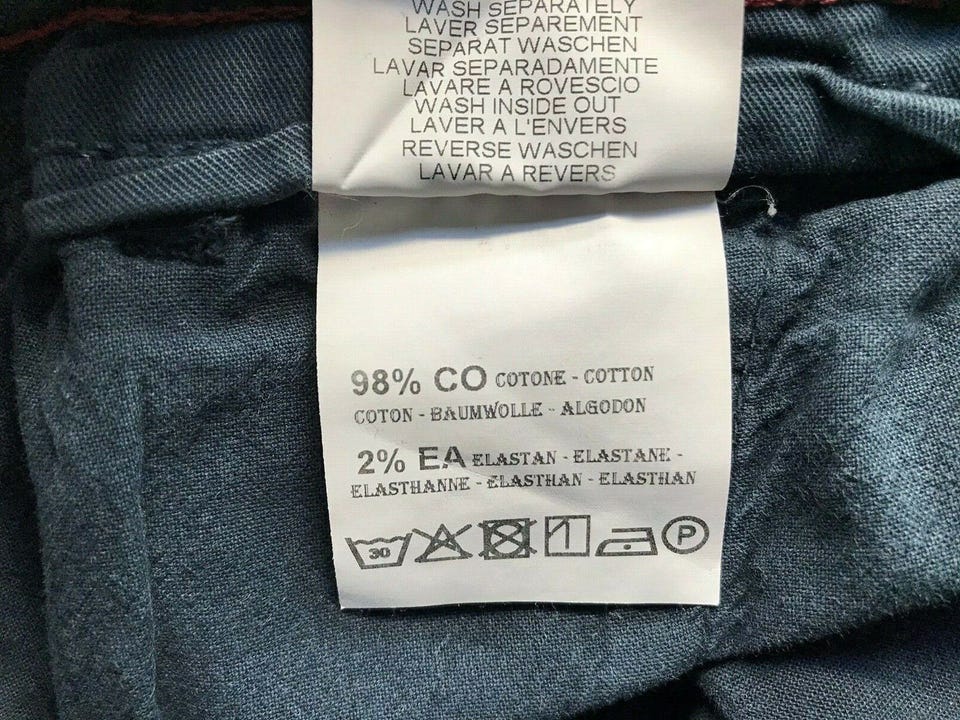 WASH SEPARATELY
LAVER SÉPAREMENT
SEPARAT WASCHEN
LAVAR SEPARADAMENTE
LAVARE A ROVESCIO
WASH INSIDE OUT
LAVER A L'ENVERS
REVERSE WASCHEN
LAVAR A REVERS
98% CO COTONE - COTTON
COTON - BAUMWOLLE - ALGODON
2% EA ELASTAN - ELASTANE -
ELASTHANNE - ELASTHAN - ELASTHAN
30 P